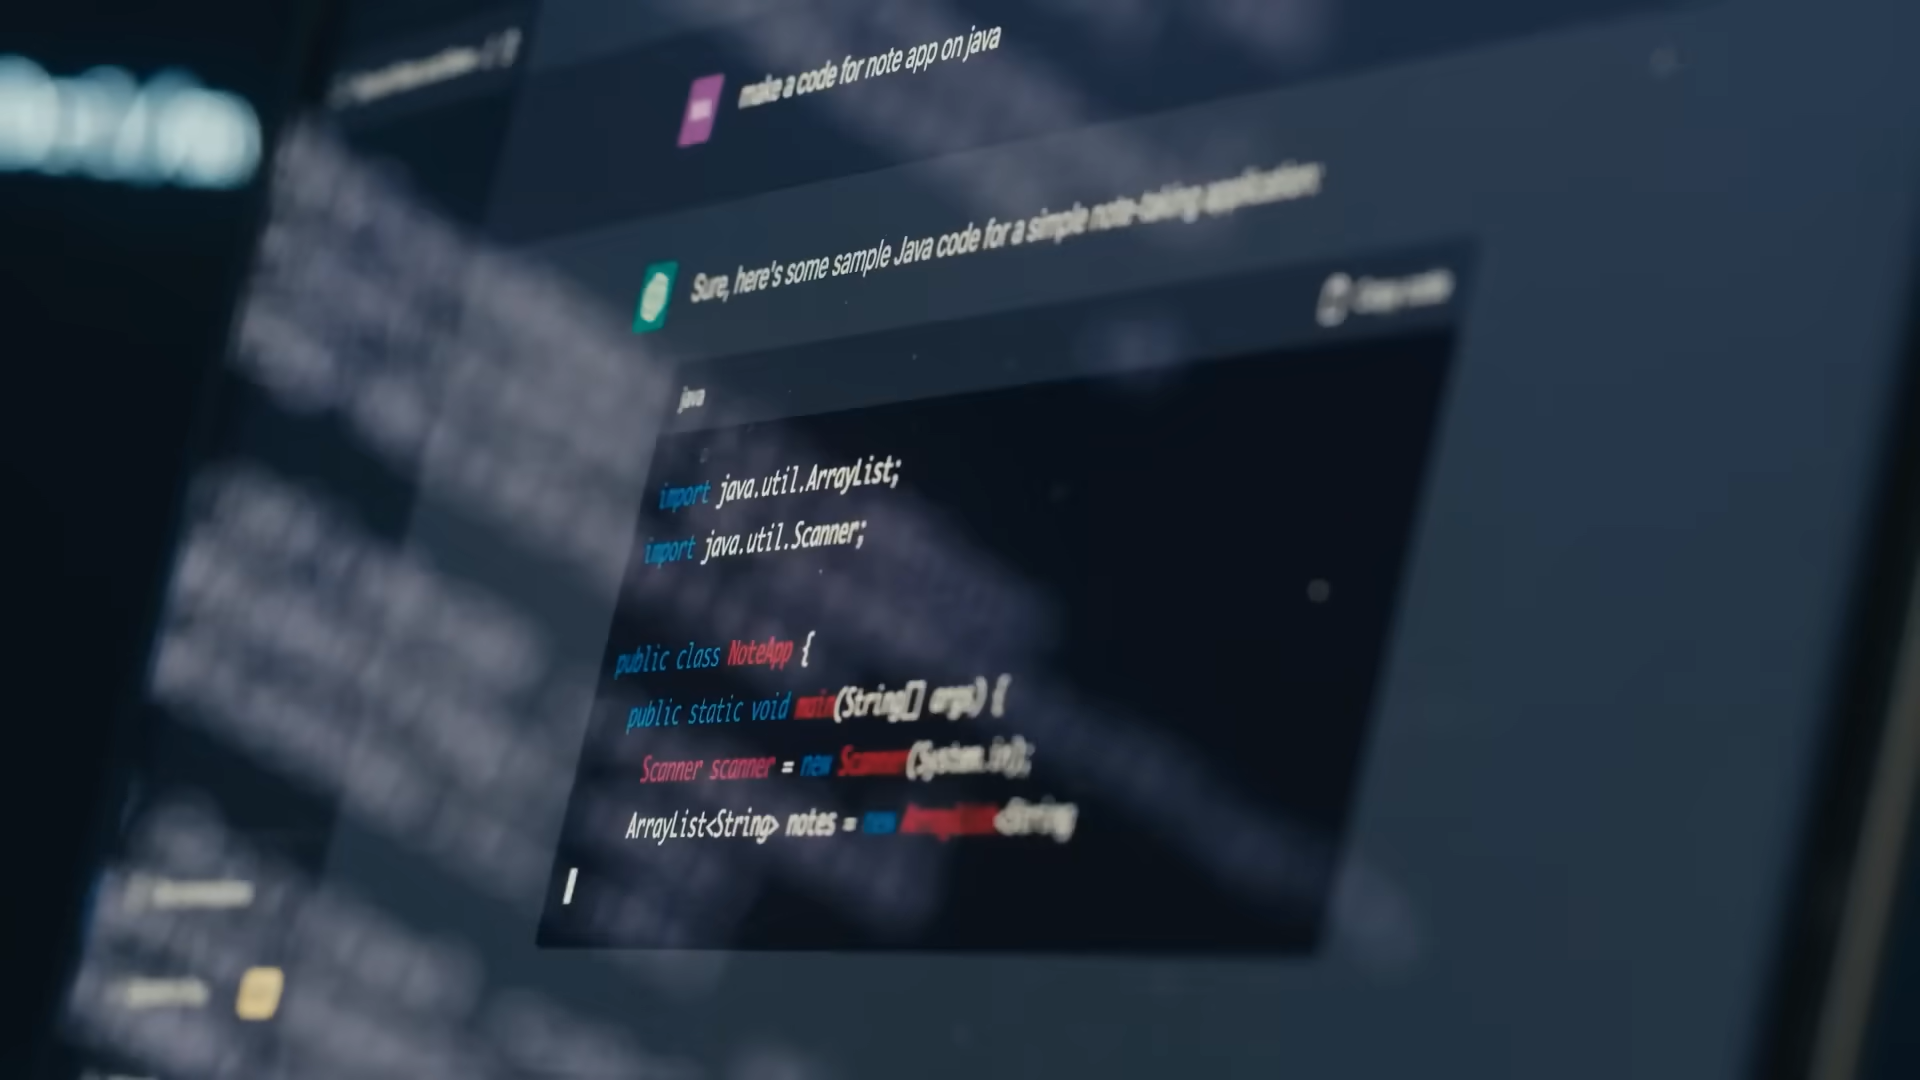 make a code for note app on java
Sure, here's some sample Java code for a simple note-taking application:
java
import java.util.ArrayList;
import java.util.Scanner;
public class NoteApp {
public static void main(String[] args) {
Scanner scanner = new Scanner(System.in);
ArrayList<String> notes = new ArrayList<String